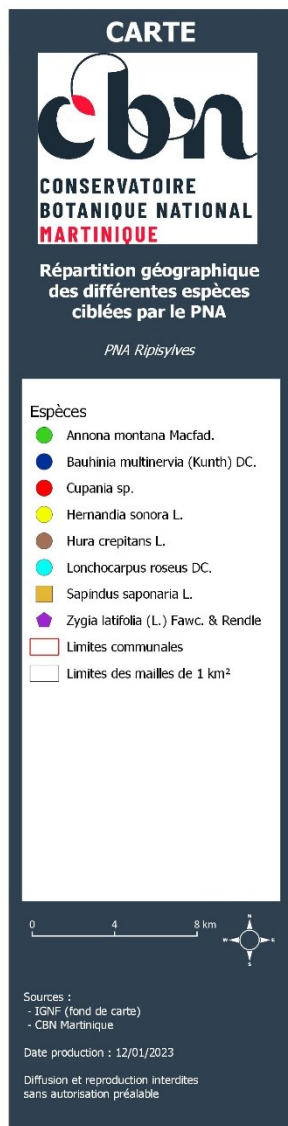 CARTE
cbn
CONSERVATOIRE
BOTANIQUE NATIONAL
MARTINIQUE
Répartition géographique
des différentes espèces
ciblées par le PNA
PNA Ripisylves
Espèces
Annona montana Macfad.
Bauhinia multinervia (Kunth) DC.
Cupania sp.
Hernandia sonora L.
Hura crepitans L.
Lonchocarpus roseus DC.
Sapindus saponaria L.
Zygia latifolia (L.) Fawc. & Rendle
Limites communales
Limites des mailles de 1 km²
0 4 8 km
N
W E
S
Sources :
- IGNF (fond de carte)
- CBN Martinique
Date production : 12/01/2023
Diffusion et reproduction interdites
sans autorisation préalable